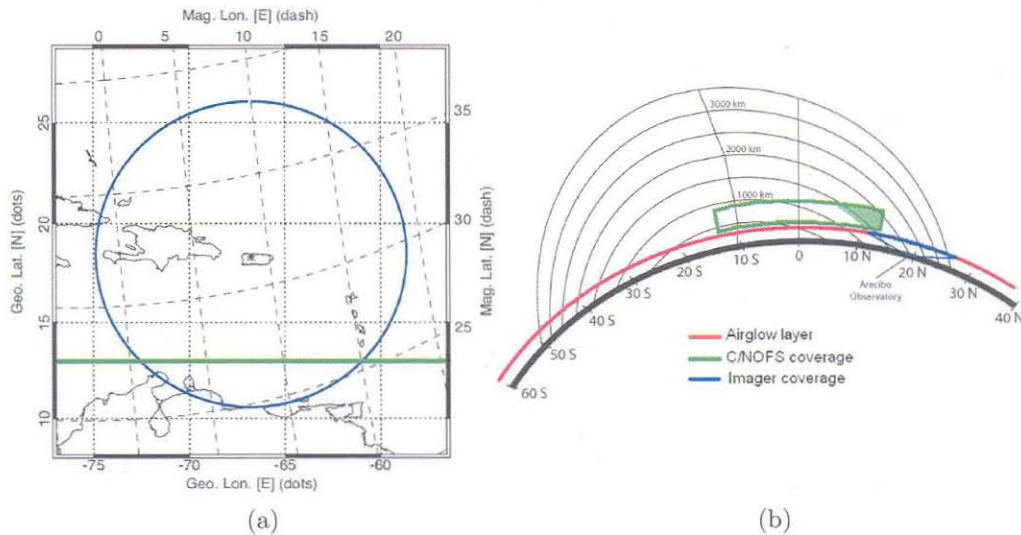 Mag. Lon. [E] (dash)
0 5 10 15 20
25
20
15
10
Geo. Lat. [N] (dots)
35
30
25
Mag. Lat. [N] (dash)
-75 -70 -65 -60
Geo. Lon. [E] (dots)
(a)
3000 km
2000 km
1000 km
60 S
50 S
40 S
30 S
20 S
10 S
0
10 N
20 N
30 N
40 N
Arecibo
Observatory
Airglow layer
C/NOFS coverage
Imager coverage
(b)